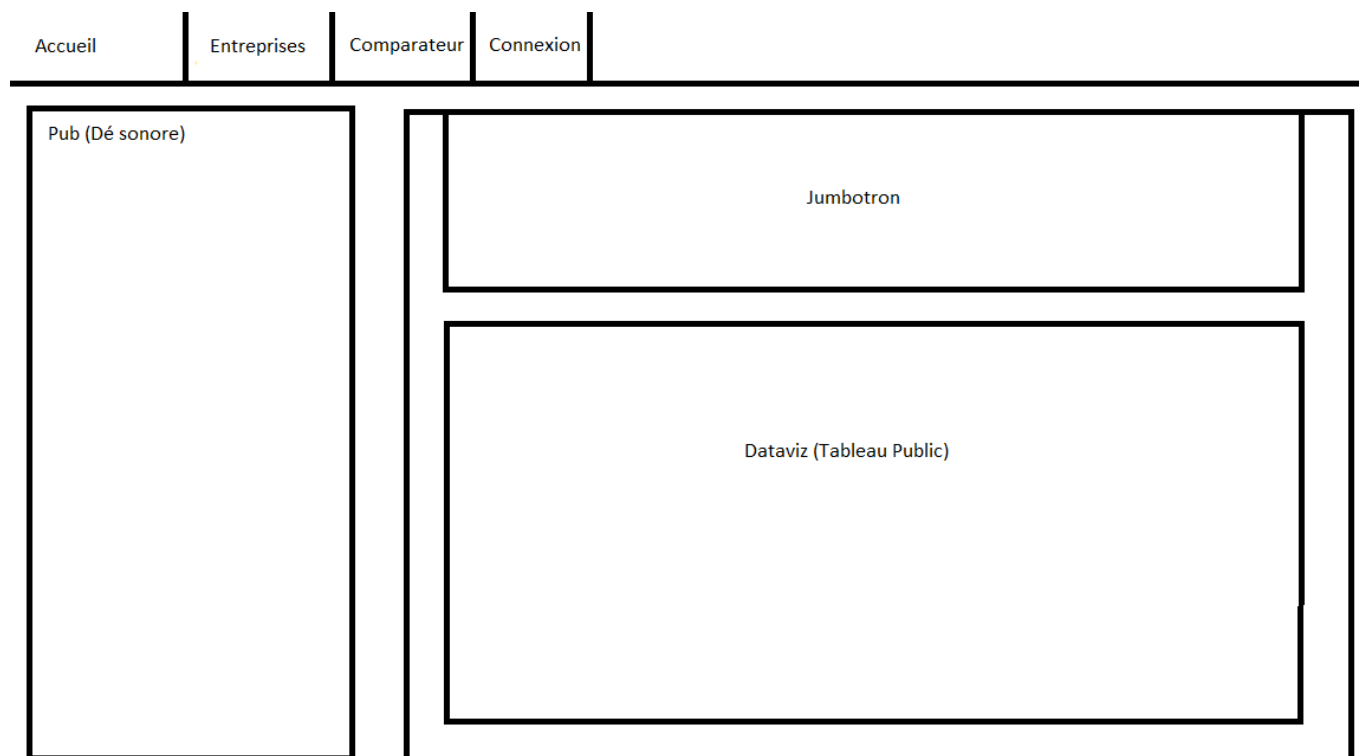 Accueil
Entreprises
Comparateur
Connexion
Pub (Dé sonore)
Jumbotron
Dataviz (Tableau Public)